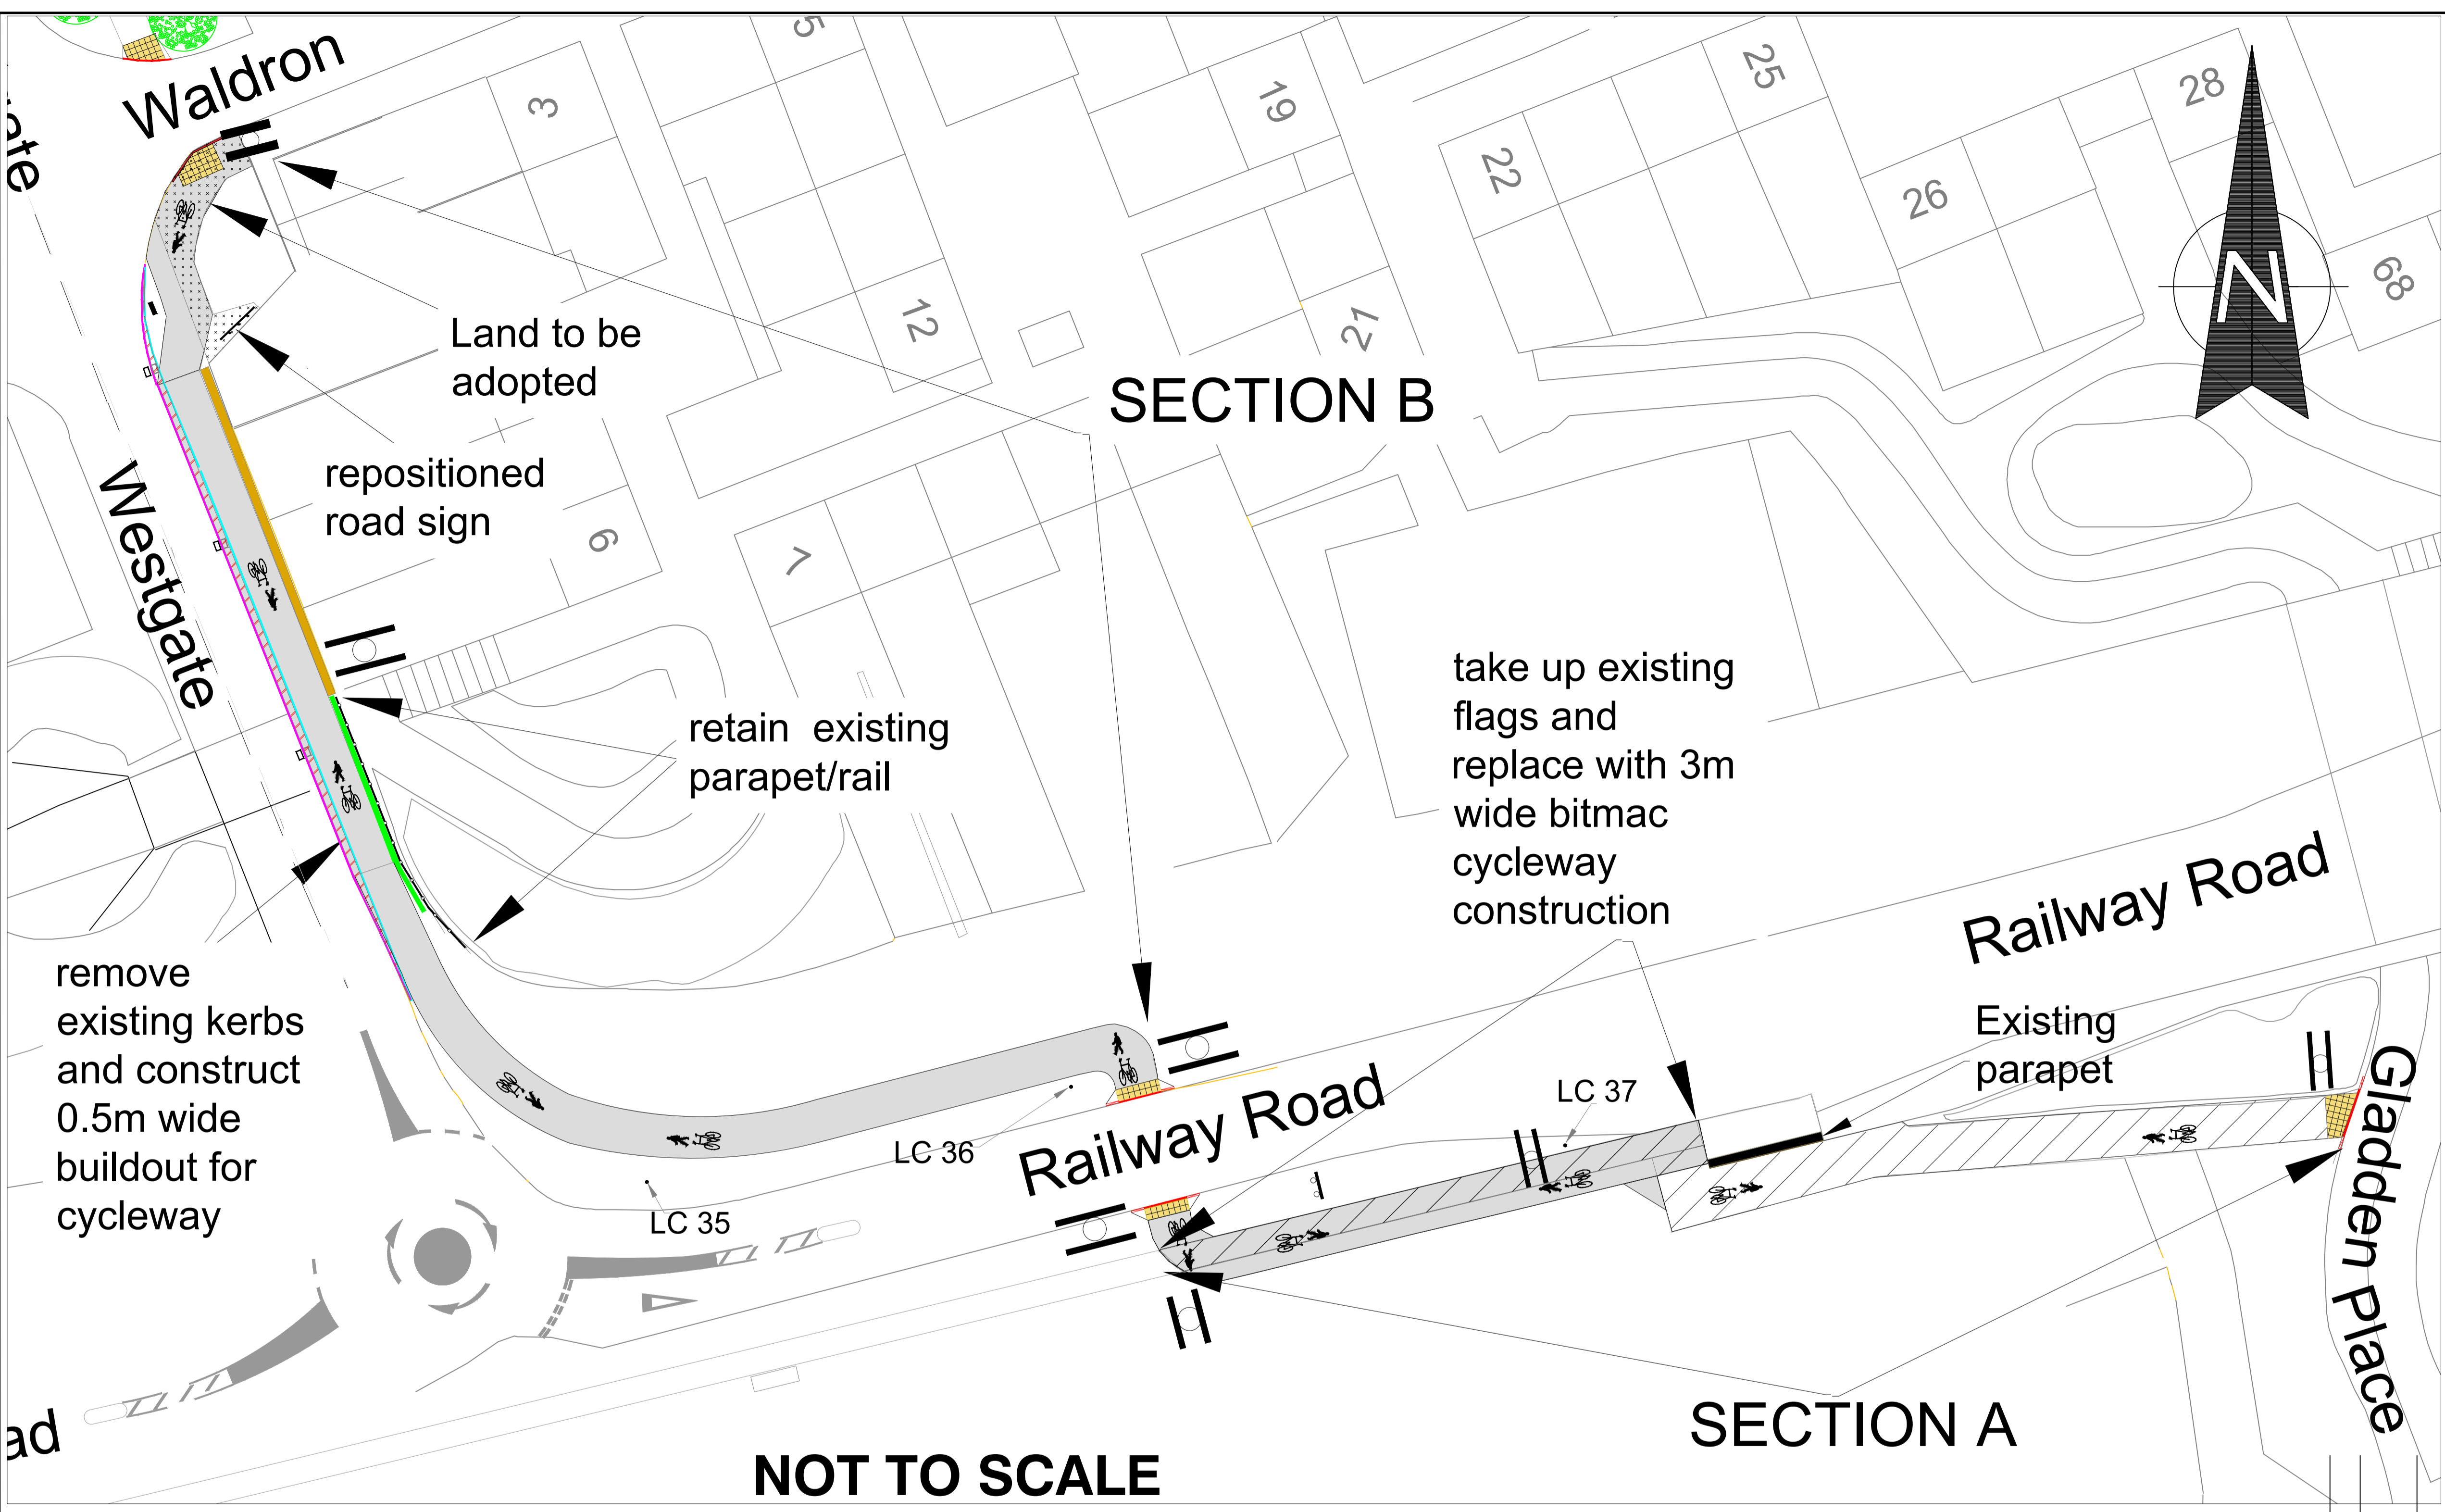 Waldron
3
5
19
25
22
28
26
68
N
12
21
Land to be
adopted
SECTION B
repositioned
road sign
6
7
Westgate
retain existing
parapet/rail
take up existing
flags and
replace with 3m
wide bitmac
cycleway
construction
Railway Road
remove
existing kerbs
and construct
0.5m wide
buildout for
cycleway
Existing
parapet
Gladden Place
LC 37
LC 36
Railway Road
LC 35
SECTION A
ad
NOT TO SCALE